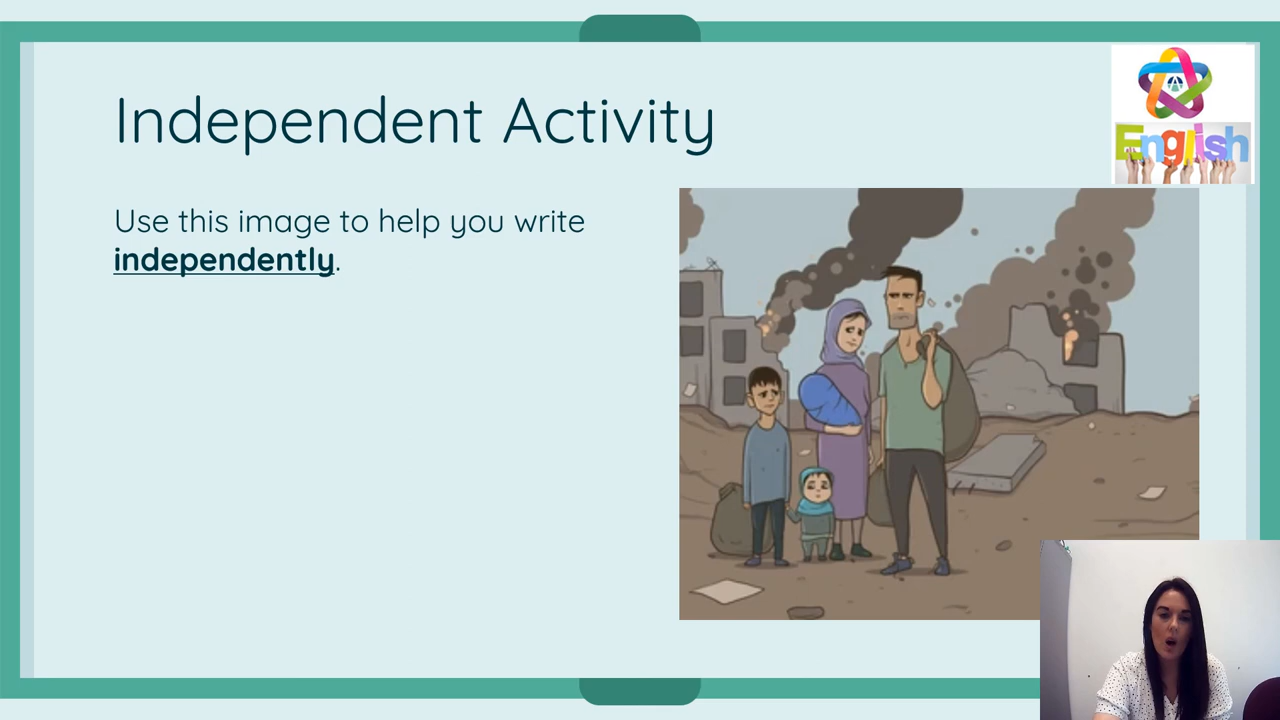 Independent Activity
English
Use this image to help you write
independently.